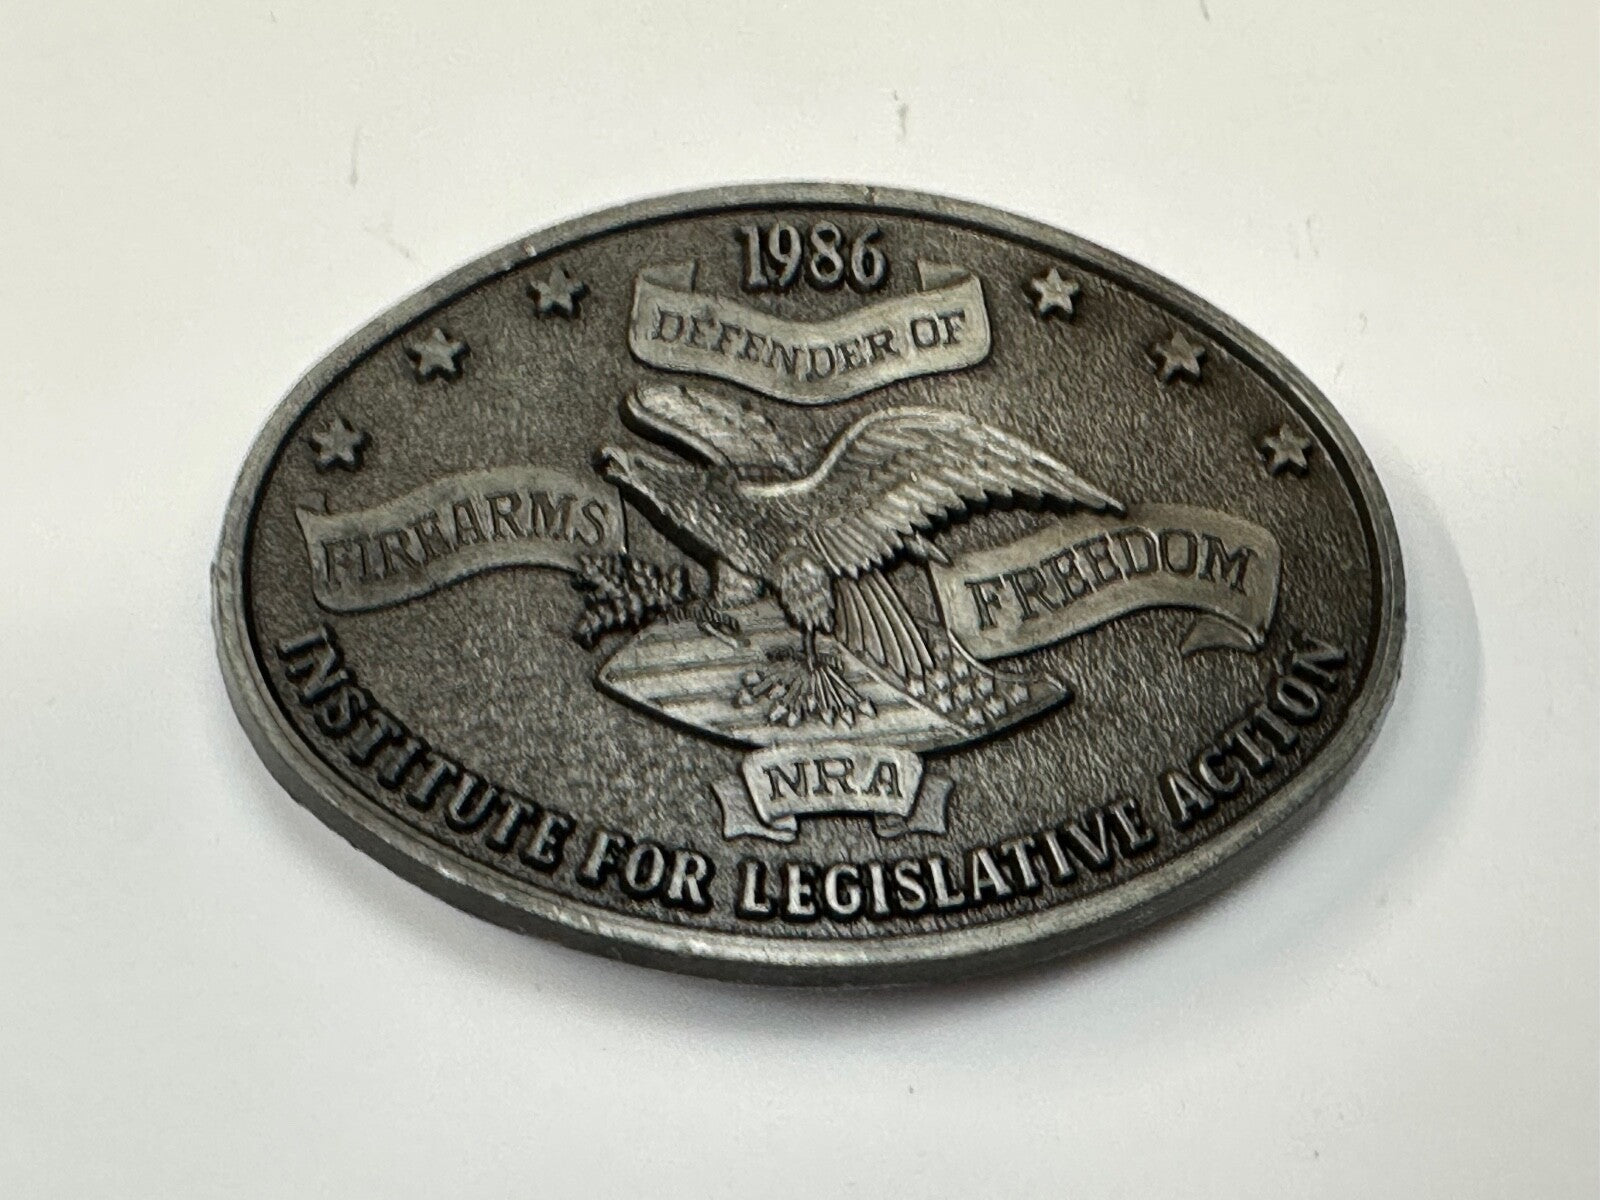 1986
DEFENDER OF
FIREARMS
FREEDOM
NRA
INSTITUTE FOR LEGISLATIVE ACTION